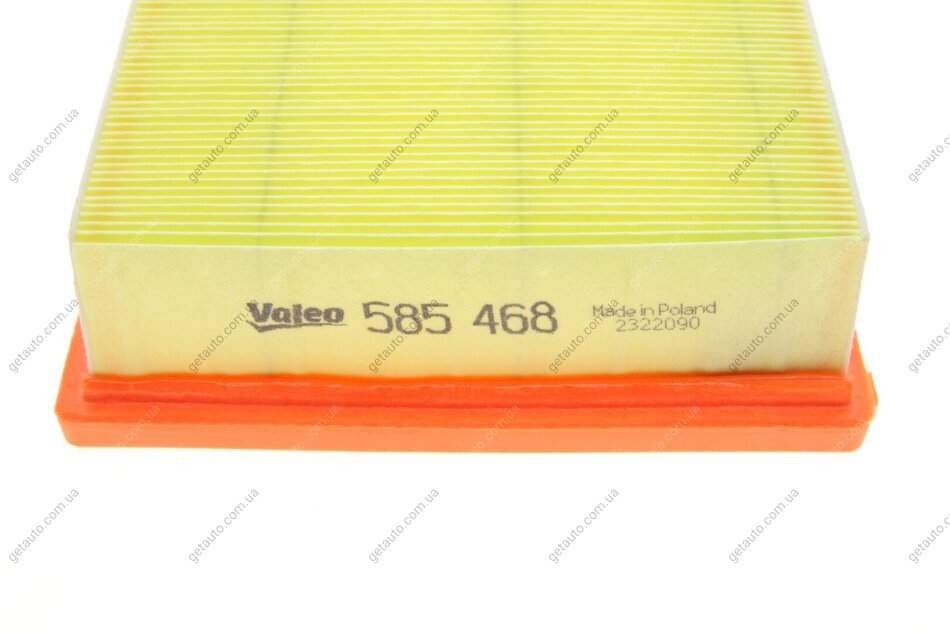 Valeo 585 468 Made in Poland
2322090
getauto.com.ua